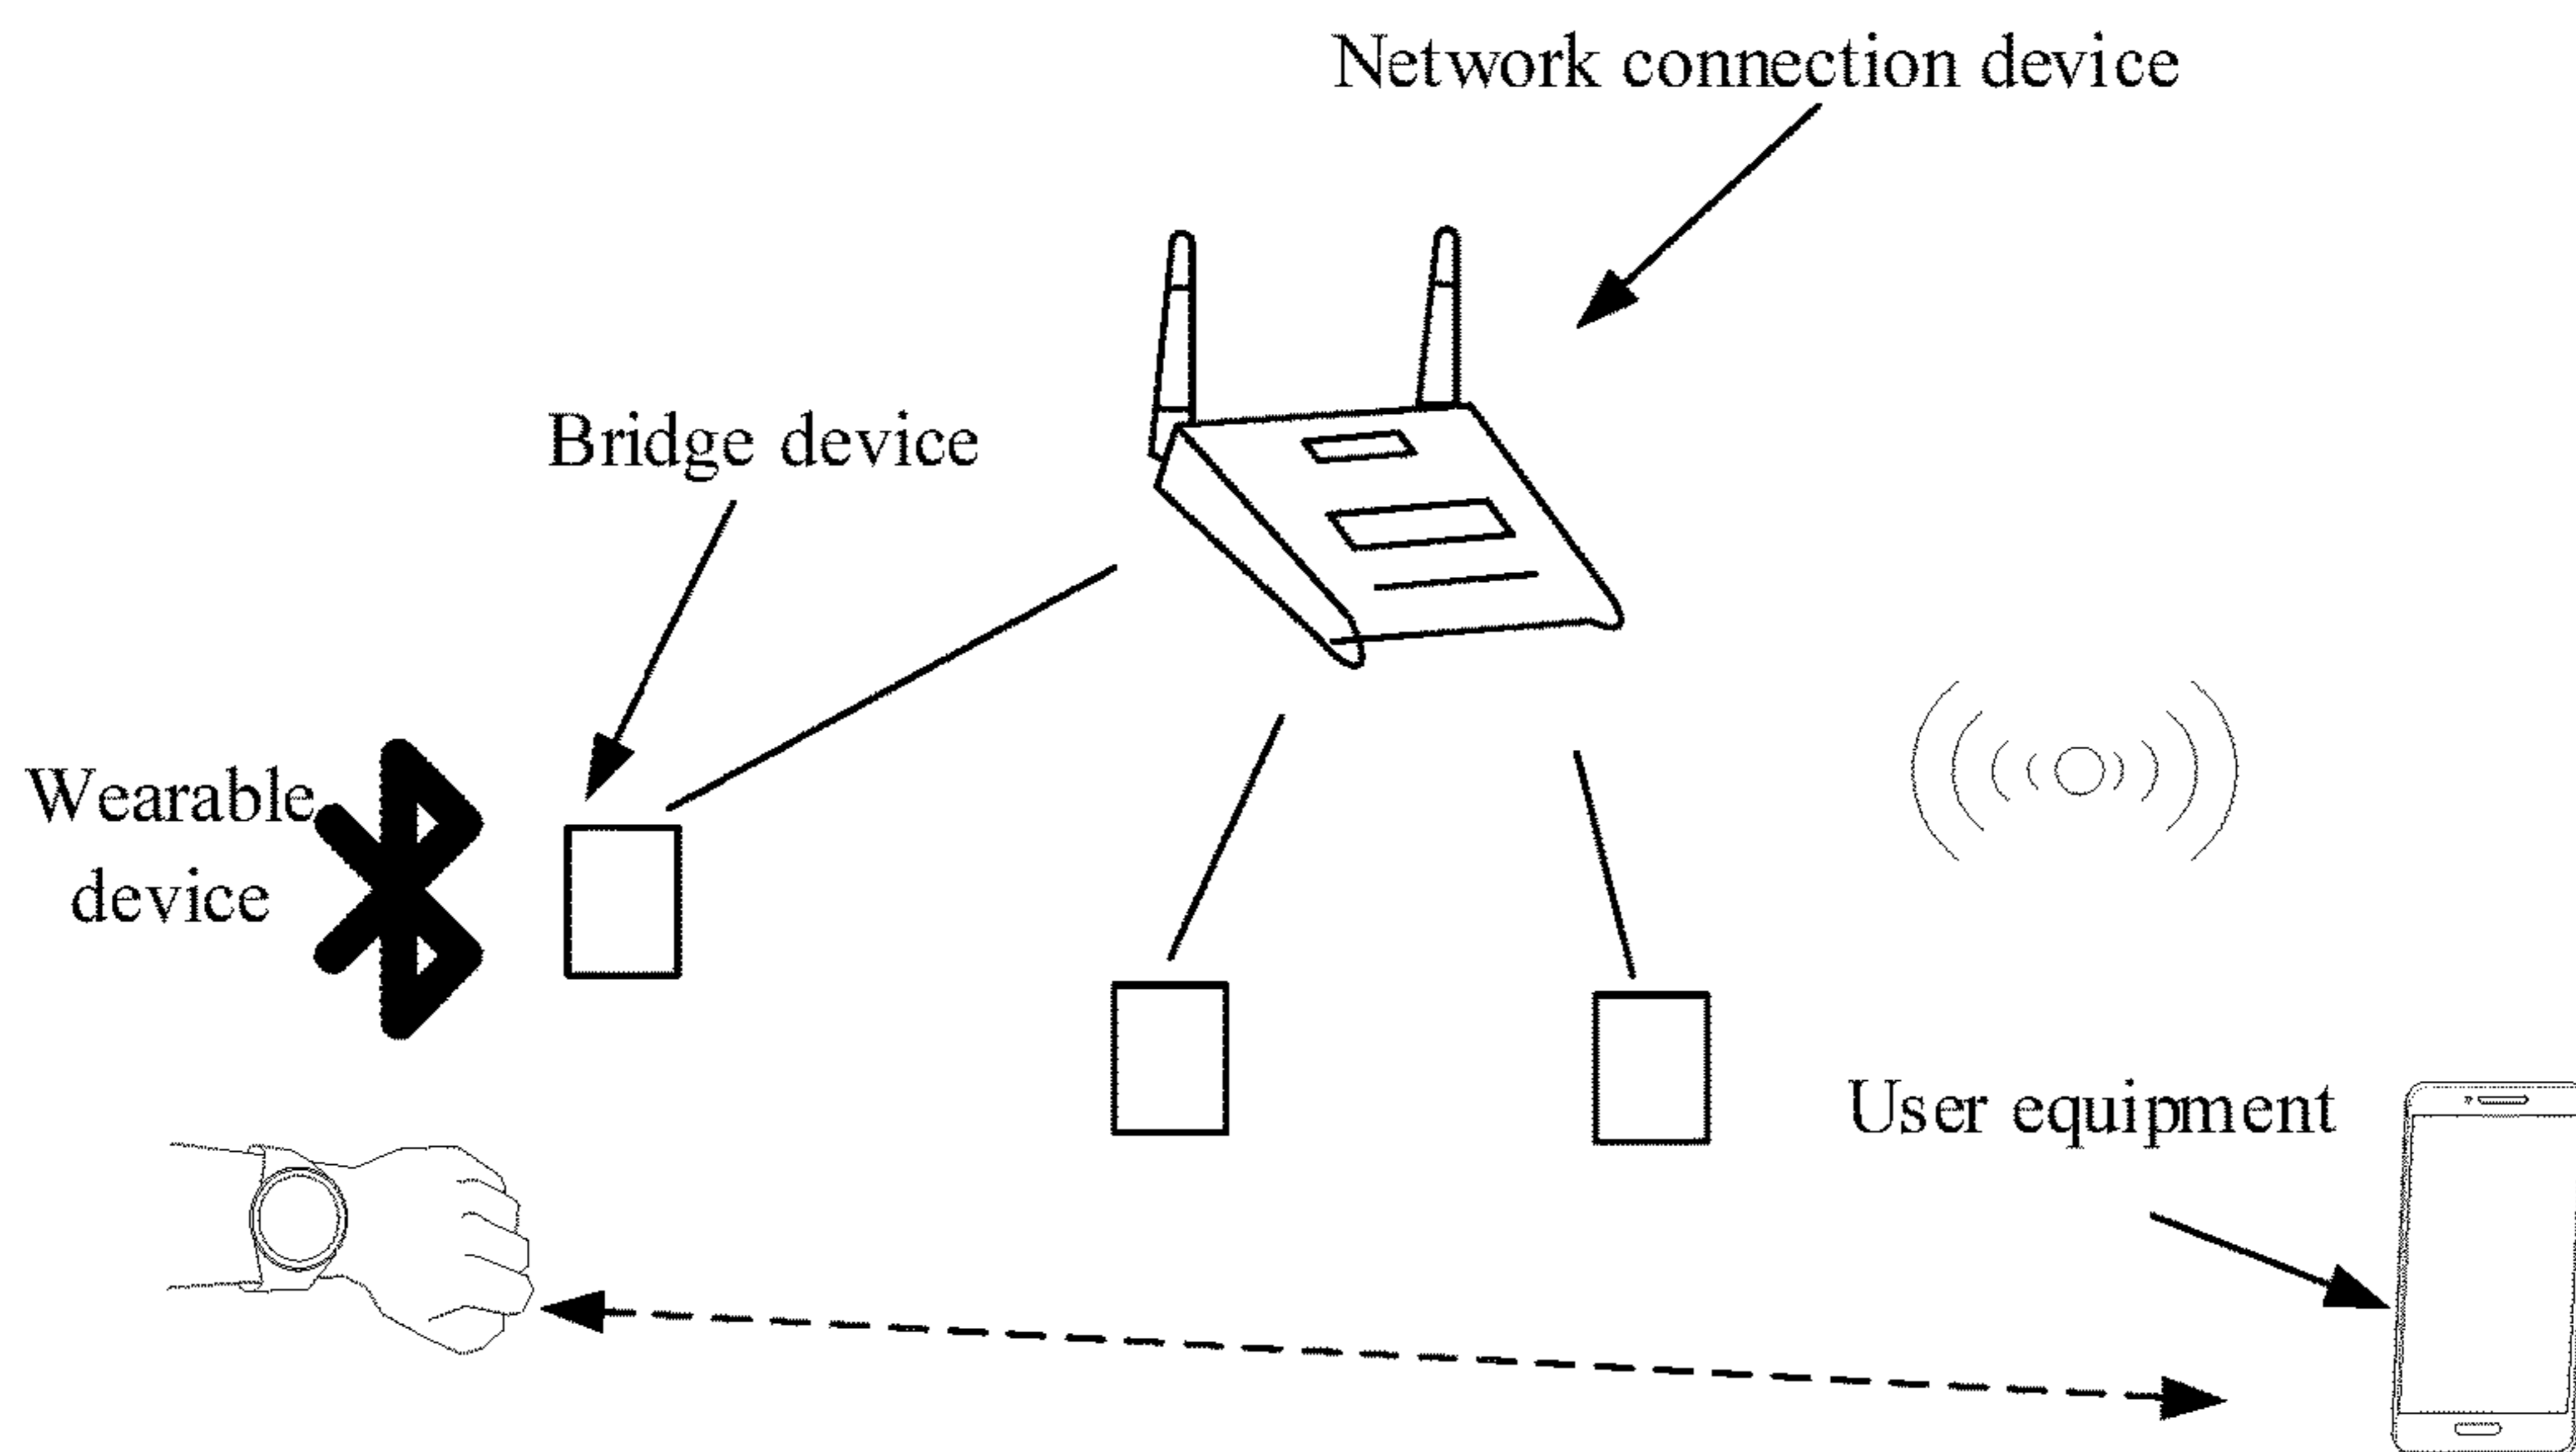 Network connection device
Bridge device
Wearable
device
User equipment